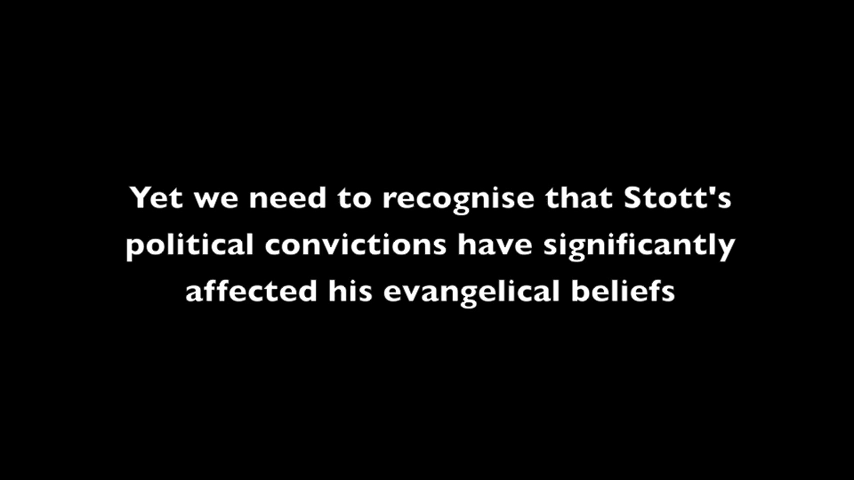 Yet we need to recognise that Stott's
political convictions have significantly
affected his evangelical beliefs